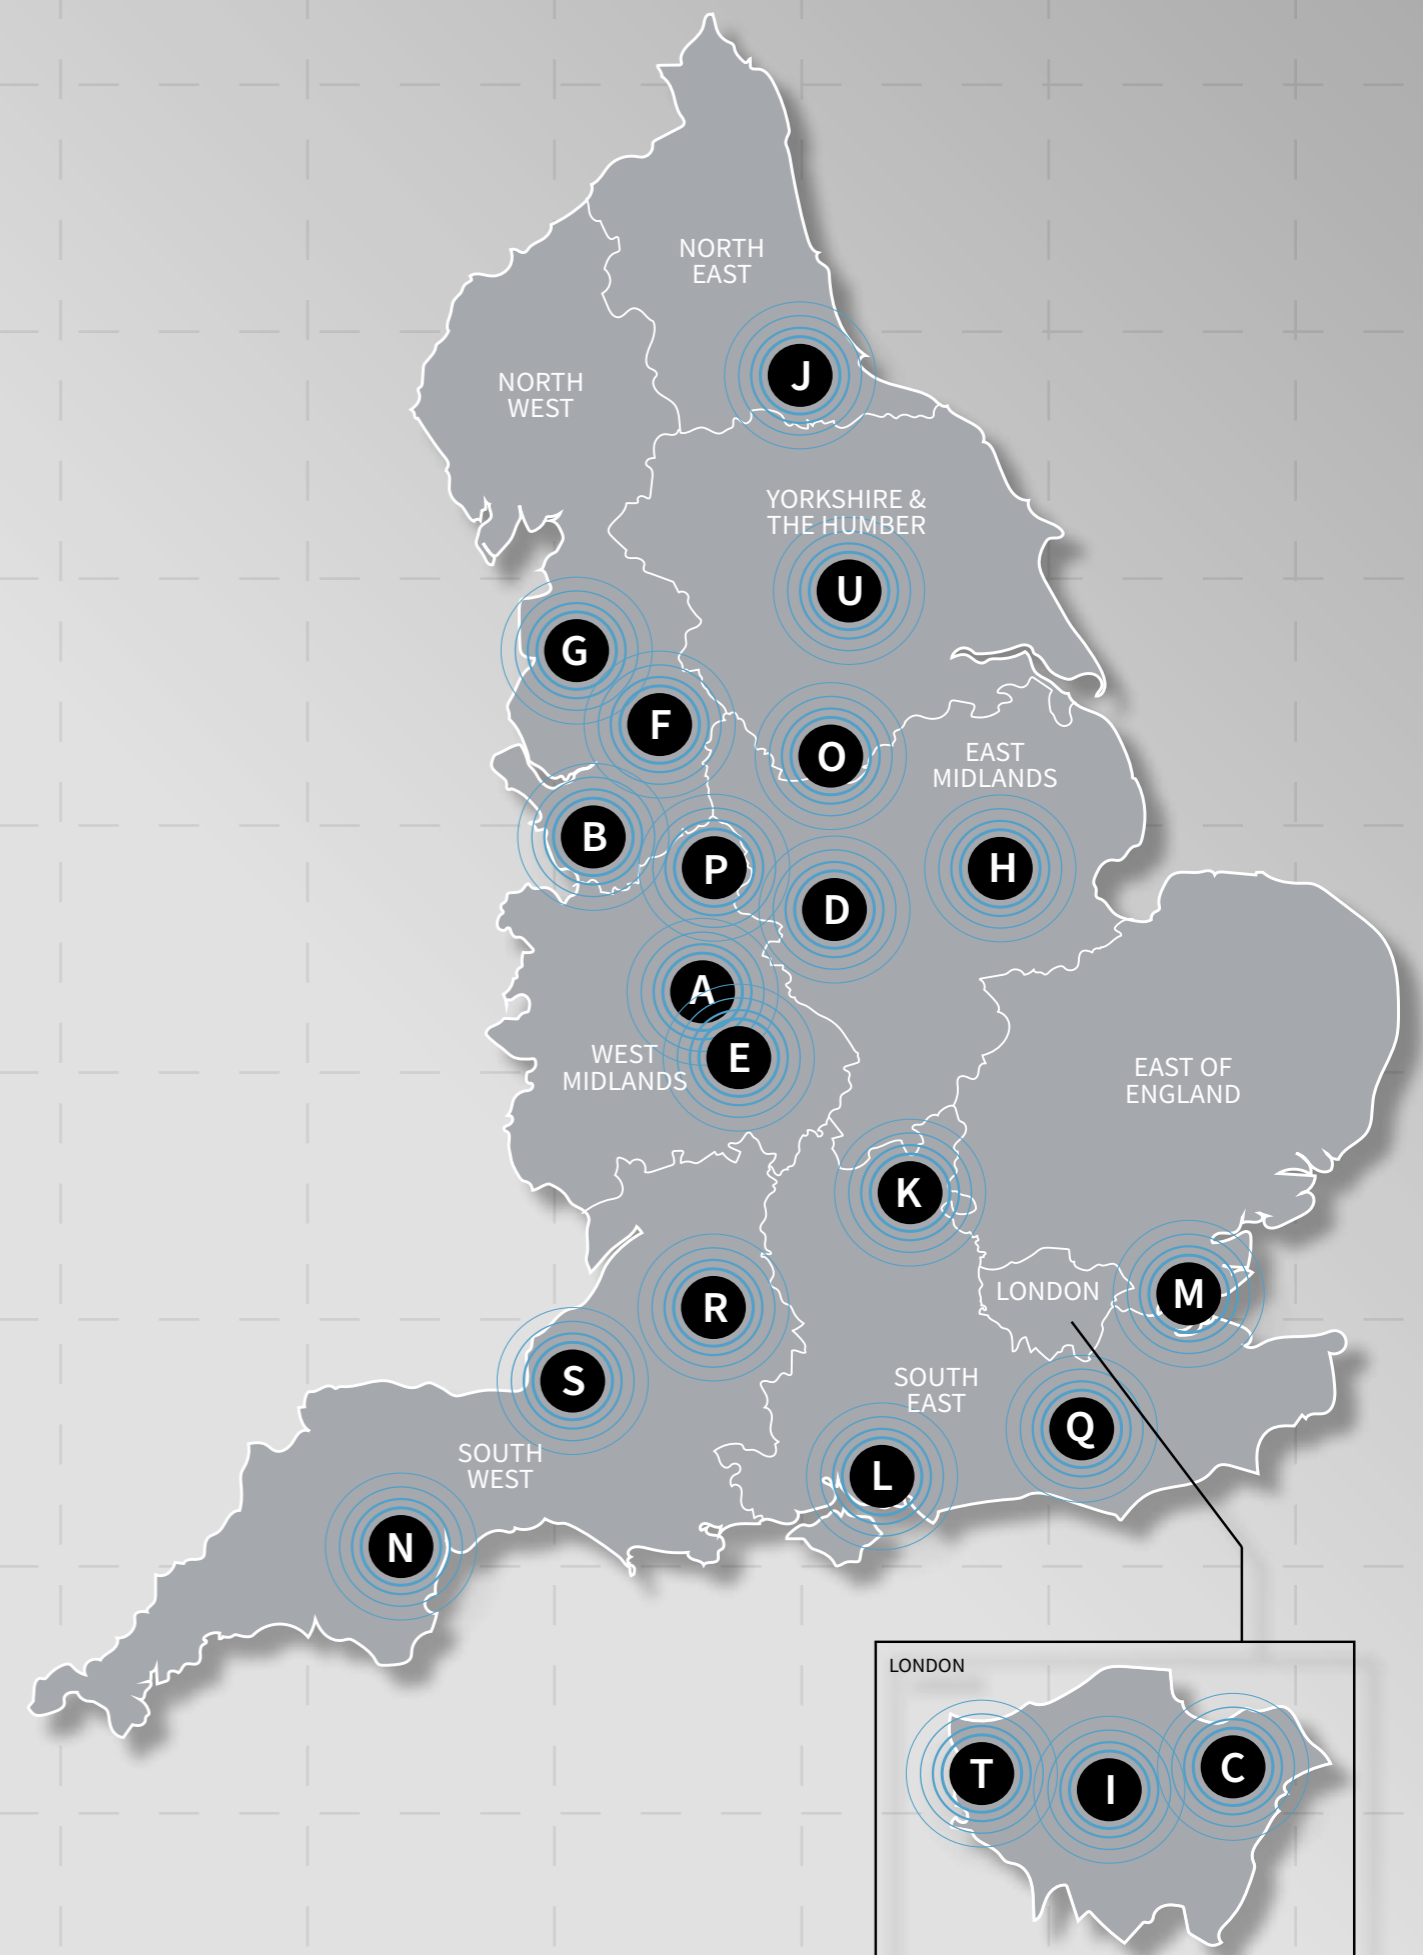 NORTH
EAST
J
NORTH
WEST
YORKSHIRE &
THE HUMBER
U
G
F
O
EAST
MIDLANDS
B
P
H
D
A
E
WEST
MIDLANDS
EAST OF
ENGLAND
K
LONDON
M
R
S
SOUTH
EAST
Q
SOUTH
WEST
L
N
LONDON
T
I
C